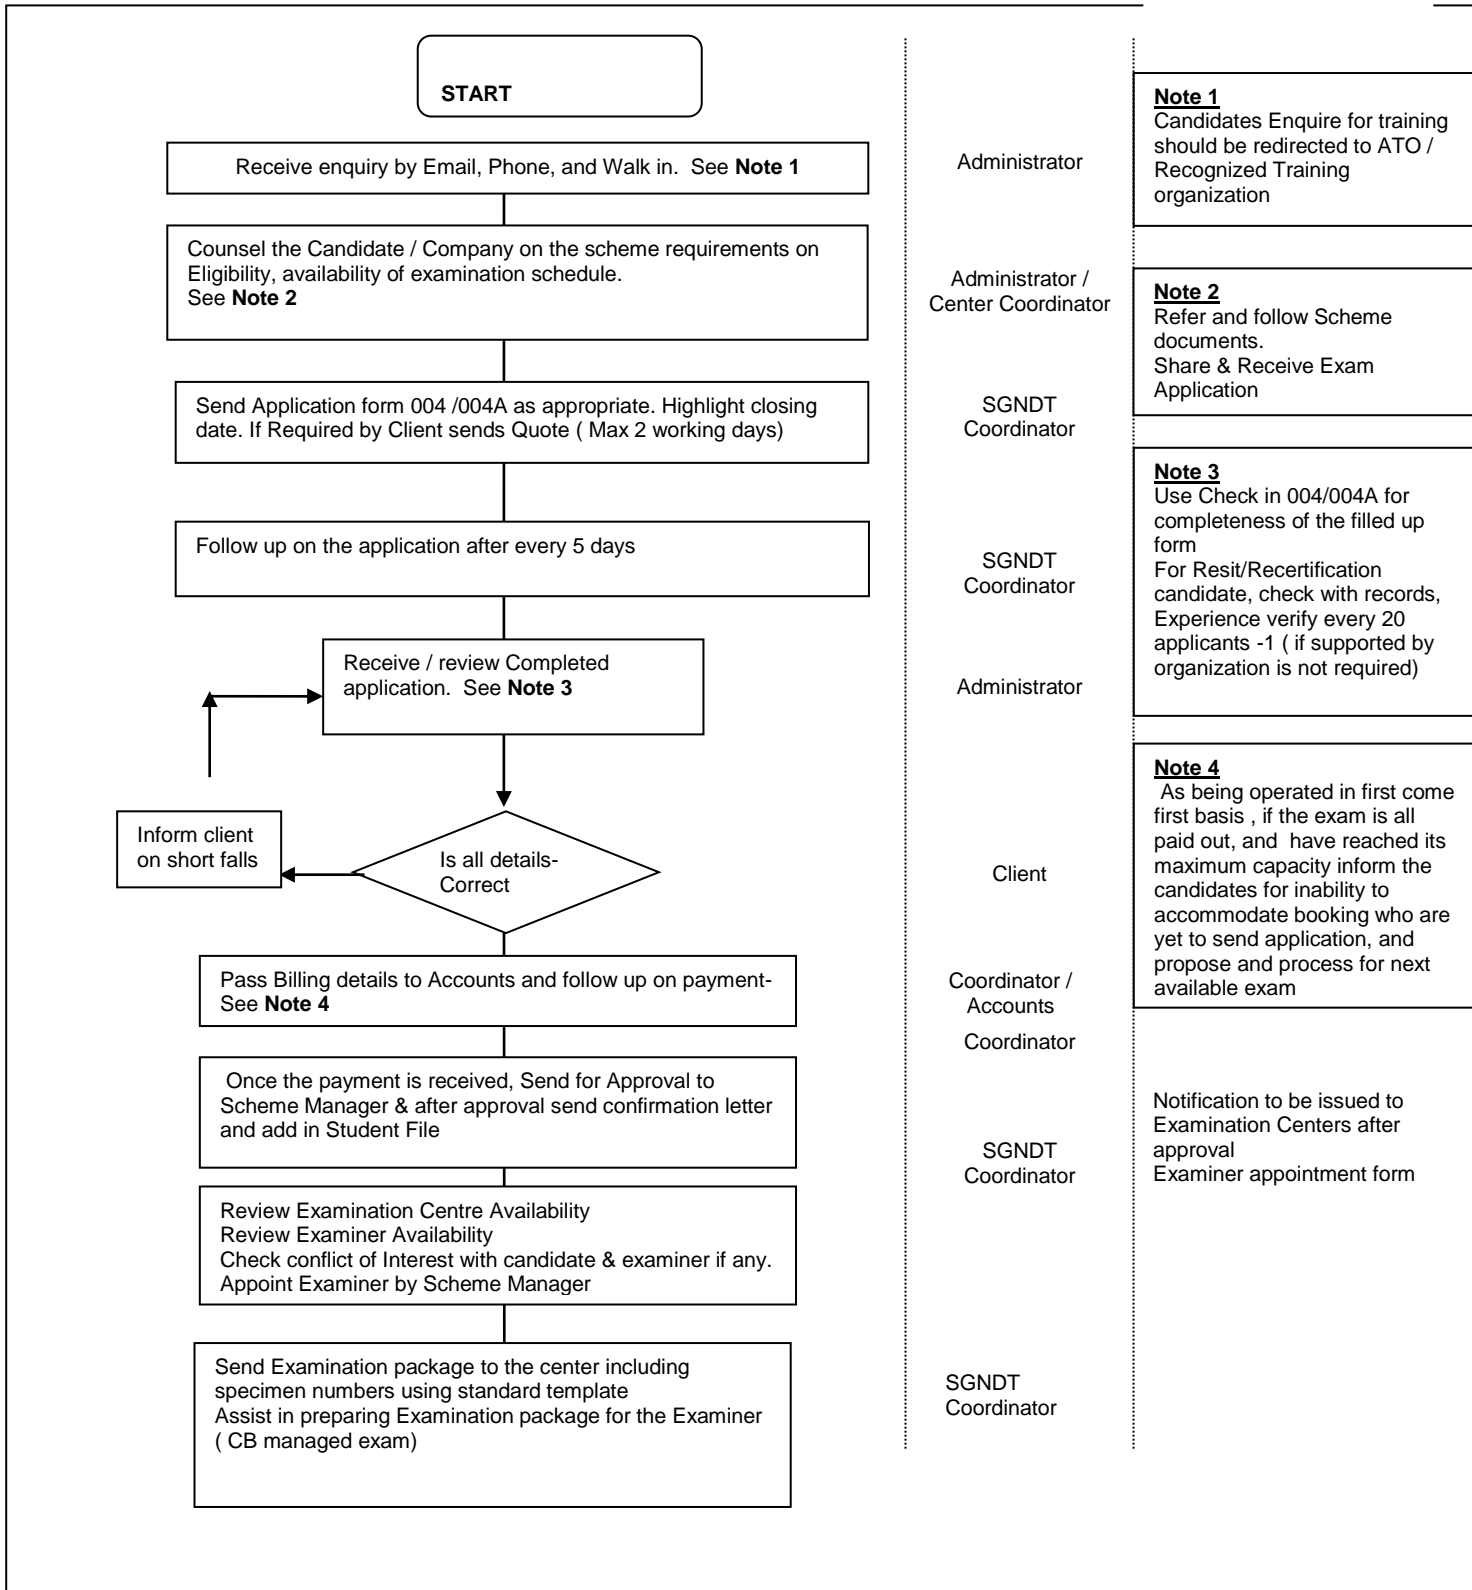 START
Receive enquiry by Email, Phone, and Walk in.  See Note 1
Counsel the Candidate / Company on the scheme requirements on
Eligibility, availability of examination schedule.
See Note 2
Send Application form 004 /004A as appropriate. Highlight closing
date. If Required by Client sends Quote ( Max 2 working days)
Follow up on the application after every 5 days
Receive / review Completed
application.  See Note 3
Inform client
on short falls
Is all details-
Correct
Pass Billing details to Accounts and follow up on payment-
See Note 4
Once the payment is received, Send for Approval to
Scheme Manager & after approval send confirmation letter
and add in Student File
Review Examination Centre Availability
Review Examiner Availability
Check conflict of Interest with candidate & examiner if any.
Appoint Examiner by Scheme Manager
Send Examination package to the center including
specimen numbers using standard template
Assist in preparing Examination package for the Examiner
( CB managed exam)
Administrator
Administrator /
Center Coordinator
SGNDT
Coordinator
SGNDT
Coordinator
Administrator
Client
Coordinator /
Accounts
Coordinator
SGNDT
Coordinator
SGNDT
Coordinator
Note 1
Candidates Enquire for training
should be redirected to ATO /
Recognized Training
organization
Note 2
Refer and follow Scheme
documents.
Share & Receive Exam
Application
Note 3
Use Check in 004/004A for
completeness of the filled up
form
For Resit/Recertification
candidate, check with records,
Experience verify every 20
applicants -1 ( if supported by
organization is not required)
Note 4
As being operated in first come
first basis , if the exam is all
paid out, and  have reached its
maximum capacity inform the
candidates for inability to
accommodate booking who are
yet to send application, and
propose and process for next
available exam
Notification to be issued to
Examination Centers after
approval
Examiner appointment form